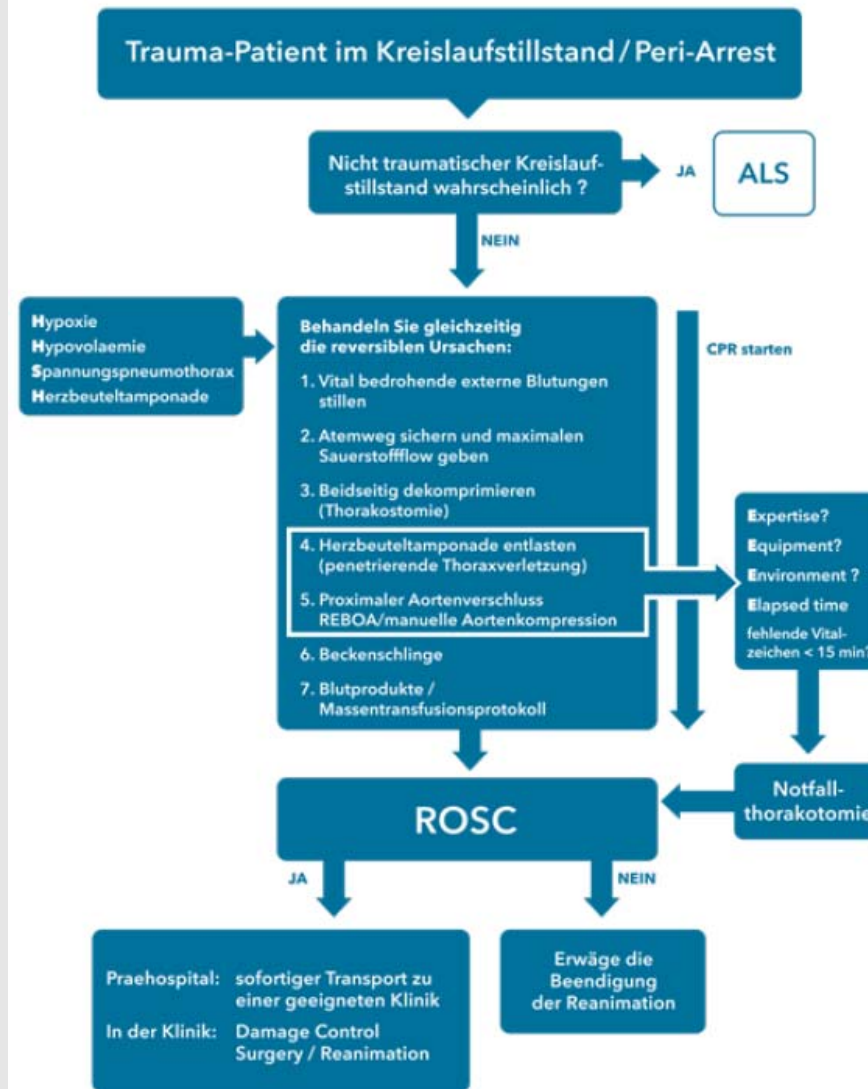 Trauma-Patient im Kreislaufstillstand / Peri-Arrest
Nicht traumatischer Kreislauf-
stillstand wahrscheinlich ?
JA
ALS
NEIN
Hypoxie
Hypovolaemie
Spannungspneumothorax
Herzbeuteltamponade
Behandeln Sie gleichzeitig
die reversiblen Ursachen:
1. Vital bedrohende externe Blutungen
stillen
2. Atemweg sichern und maximalen
Sauerstoffflow geben
3. Beidseitig dekomprimieren
(Thorakostomie)
4. Herzbeuteltamponade entlasten
(penetrierende Thoraxverletzung)
5. Proximaler Aortenverschluss
REBOA/manuelle Aortenkompression
6. Beckenschlinge
7. Blutprodukte /
Massentransfusionsprotokoll
CPR starten
Expertise?
Equipment?
Environment ?
Elapsed time
fehlende Vital-
zeichen < 15 min?
Notfall-
thorakotomie
ROSC
JA
NEIN
Praehospital: sofortiger Transport zu
einer geeigneten Klinik
In der Klinik: Damage Control
Surgery / Reanimation
Erwäge die
Beendigung
der Reanimation